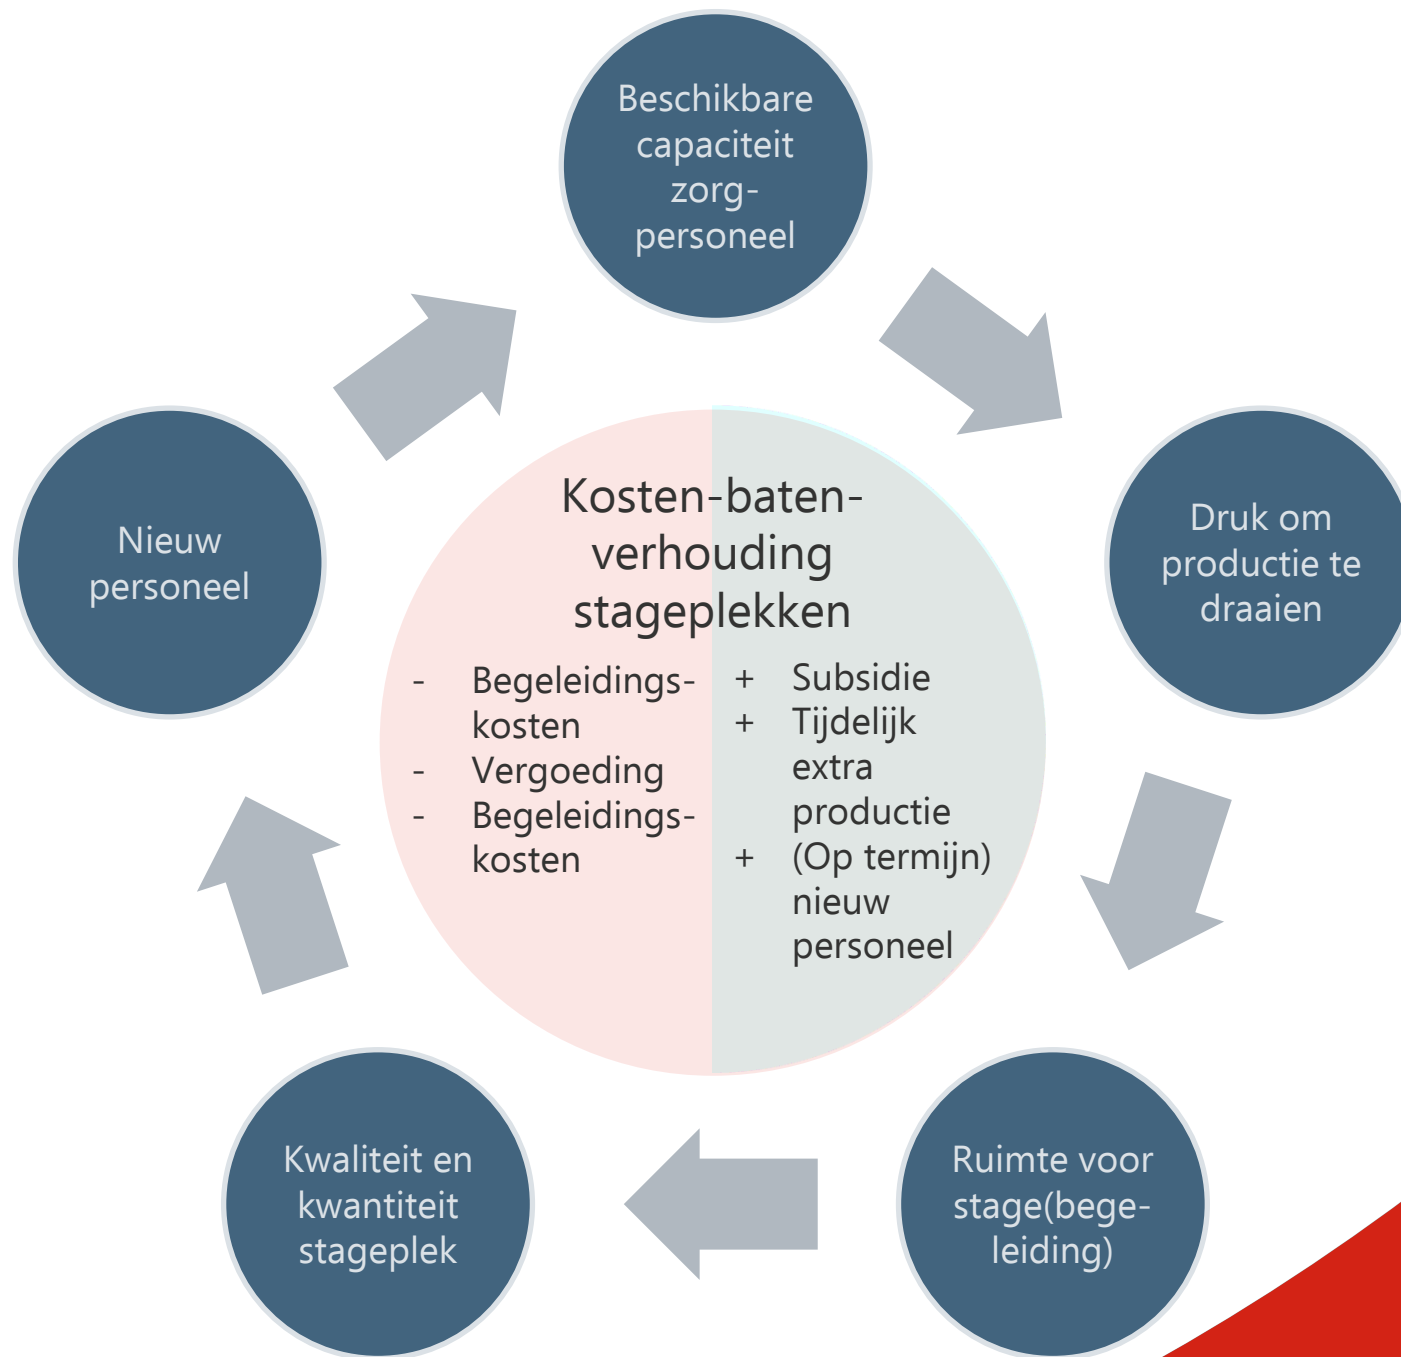 Beschikbare
capaciteit
zorg-
personeel
Druk om
productie te
draaien
Ruimte voor
stage(bege-
leiding)
Kwaliteit en
kwantiteit
stageplek
Nieuw
personeel
Kosten-baten-
verhouding
stageplekken
- Begeleidings-
kosten
- Vergoeding
- Begeleidings-
kosten
+ Subsidie
+ Tijdelijk
extra
productie
+ (Op termijn)
nieuw
personeel